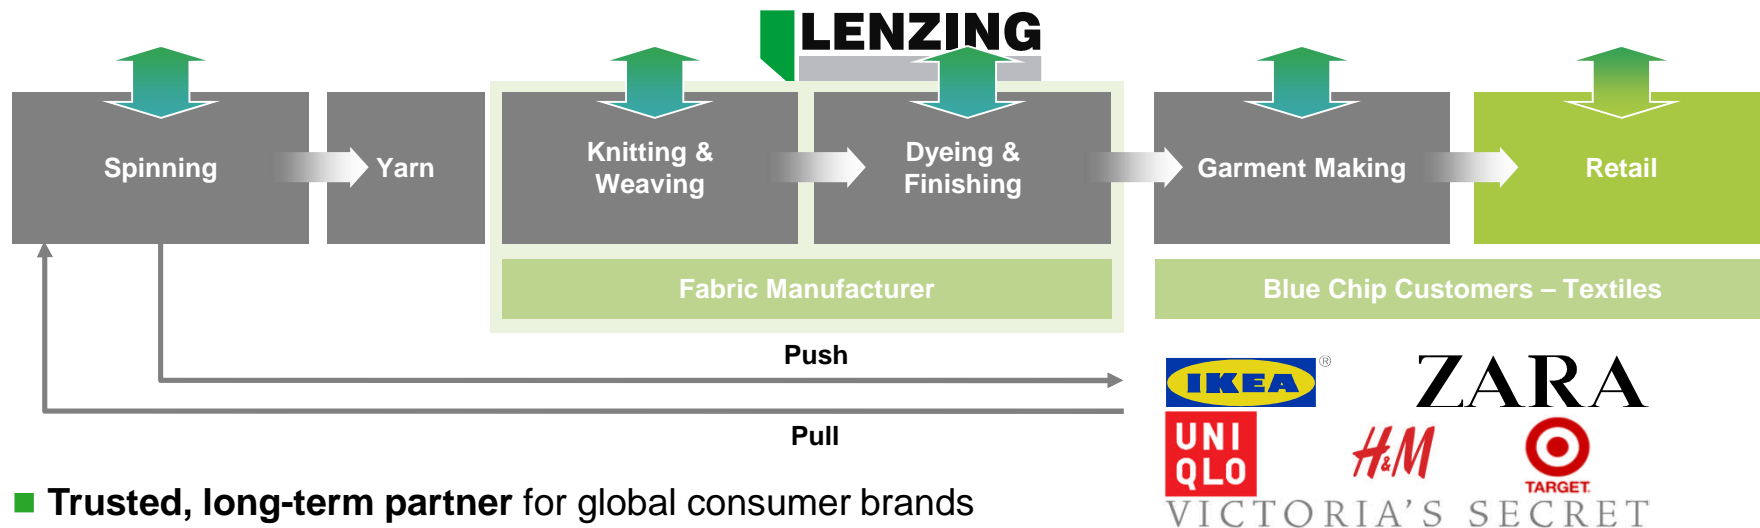 LENZING
Spinning
Yarn
Knitting &
Weaving
Dyeing &
Finishing
Garment Making
Retail
Fabric Manufacturer
Blue Chip Customers – Textiles
Push
Pull
IKEA ®
ZARA
UNI
QLO
H&M
TARGET.
VICTORIA'S SECRET
Trusted, long-term partner for global consumer brands